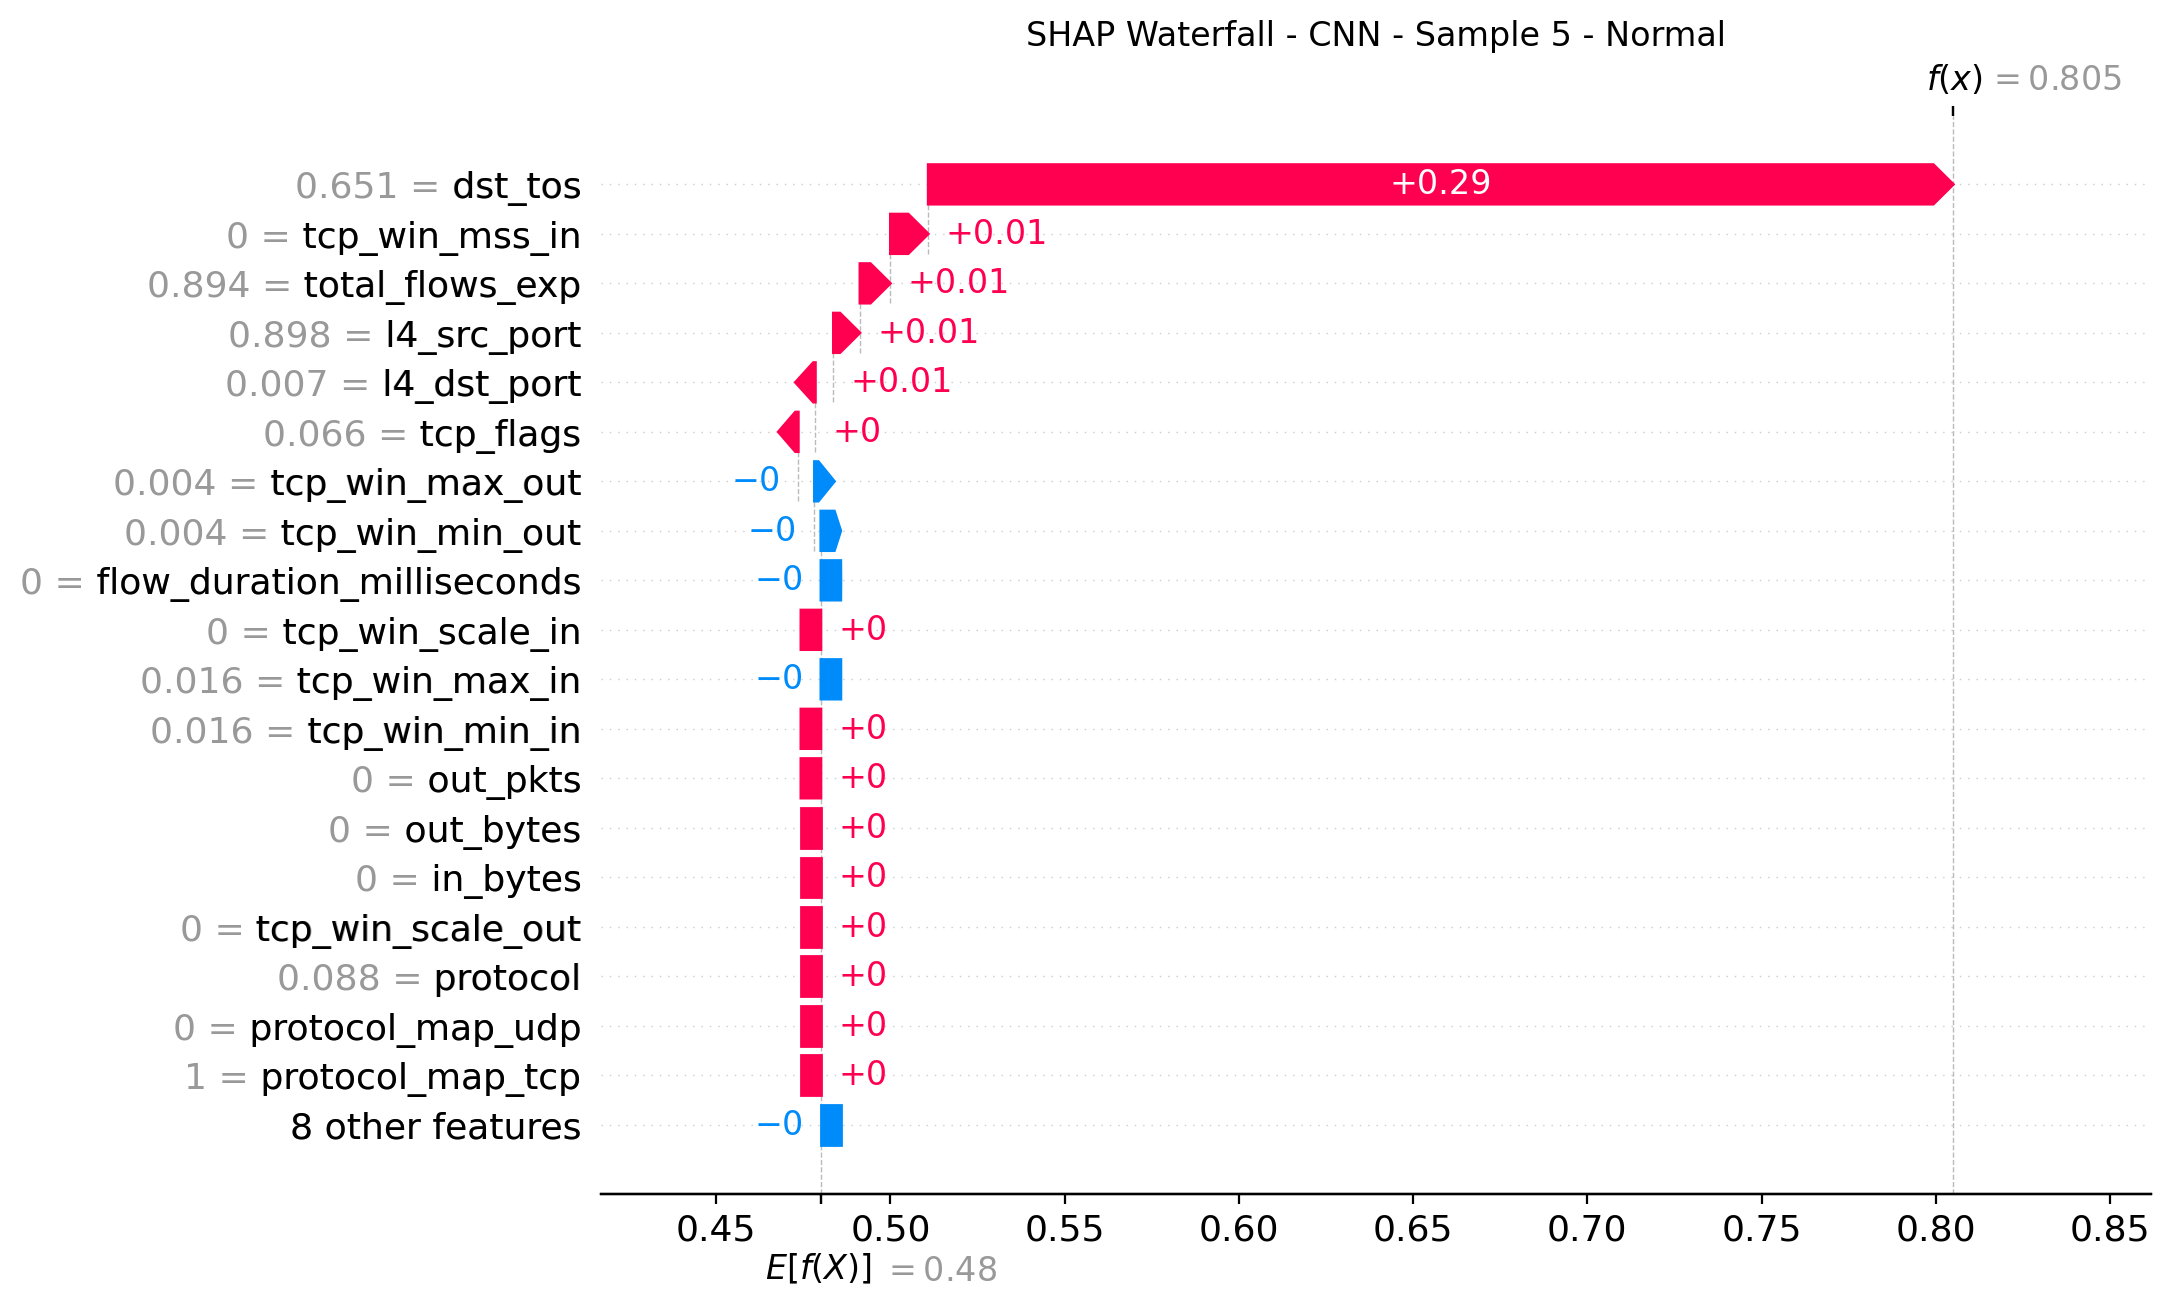 SHAP Waterfall - CNN - Sample 5 - Normal
f(x) = 0.805
0.651 = dst_tos +0.29
0 = tcp_win_mss_in +0.01
0.894 = total_flows_exp +0.01
0.898 = l4_src_port +0.01
0.007 = l4_dst_port +0.01
0.066 = tcp_flags +0
0.004 = tcp_win_max_out −0
0.004 = tcp_win_min_out −0
0 = flow_duration_milliseconds −0
0 = tcp_win_scale_in +0
0.016 = tcp_win_max_in −0
0.016 = tcp_win_min_in +0
0 = out_pkts +0
0 = out_bytes +0
0 = in_bytes +0
0 = tcp_win_scale_out +0
0.088 = protocol +0
0 = protocol_map_udp +0
1 = protocol_map_tcp +0
8 other features −0
0.45 0.50 0.55 0.60 0.65 0.70 0.75 0.80 0.85
E[f(X)] = 0.48